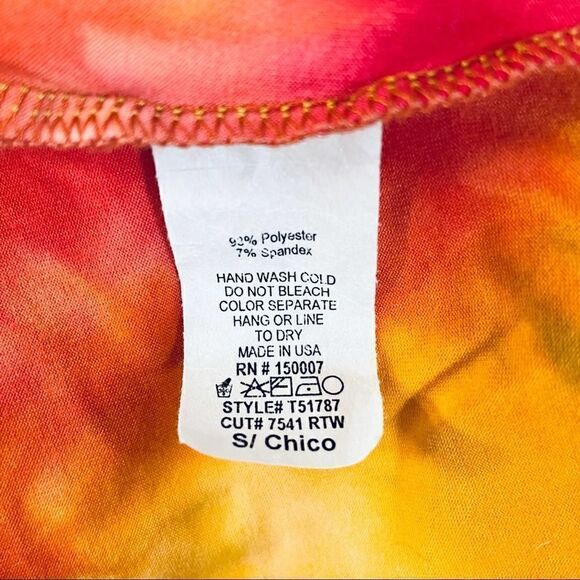 93% Polyester
7% Spandex
HAND WASH COLD
DO NOT BLEACH
COLOR SEPARATE
HANG OR LINE
TO DRY
MADE IN USA
RN # 150007
STYLE# T51787
CUT# 7541 RTW
S/ Chico